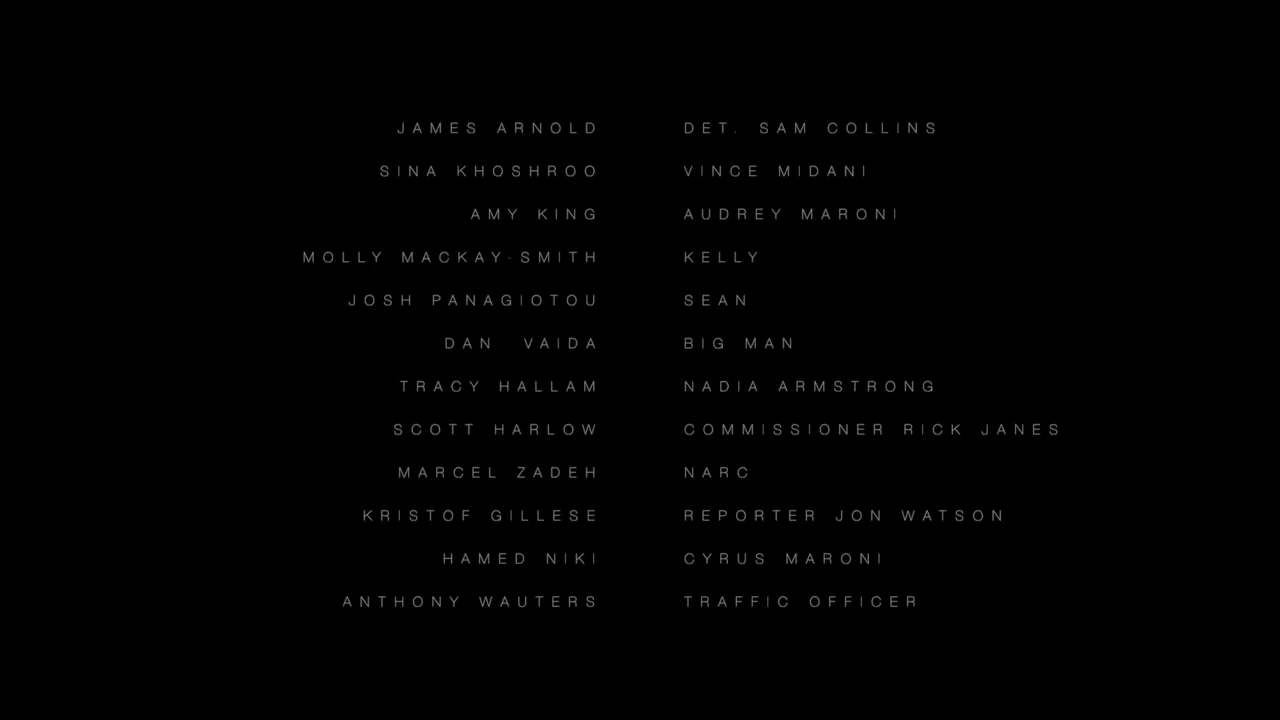 JAMES ARNOLD DET. SAM COLLINS
SINA KHOSHROO VINCE MIDANI
AMY KING AUDREY MARONI
MOLLY MACKAY-SMITH KELLY
JOSH PANAGIOTOU SEAN
DAN VAIDA BIG MAN
TRACY HALLAM NADIA ARMSTRONG
SCOTT HARLOW COMMISSIONER RICK JANES
MARCEL ZADEH NARC
KRISTOF GILLESE REPORTER JON WATSON
HAMED NIKI CYRUS MARONI
ANTHONY WAUTERS TRAFFIC OFFICER